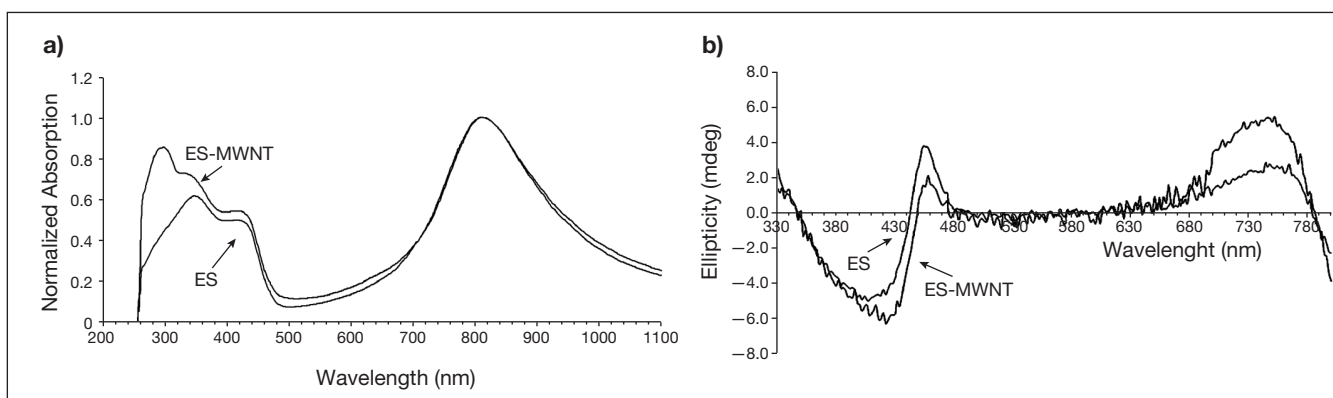 a)
Normalized Absorption
1.2
1.0
0.8
0.6
0.4
0.2
0
200 300 400 500 600 700 800 900 1000 1100
Wavelength (nm)
ES-MWNT
ES
b)
Ellipticity (mdeg)
8.0
6.0
4.0
2.0
0.0
−2.0
−4.0
−6.0
−8.0
330 380 430 480 530 580 630 680 730 780
Wavelenght (nm)
ES
ES-MWNT